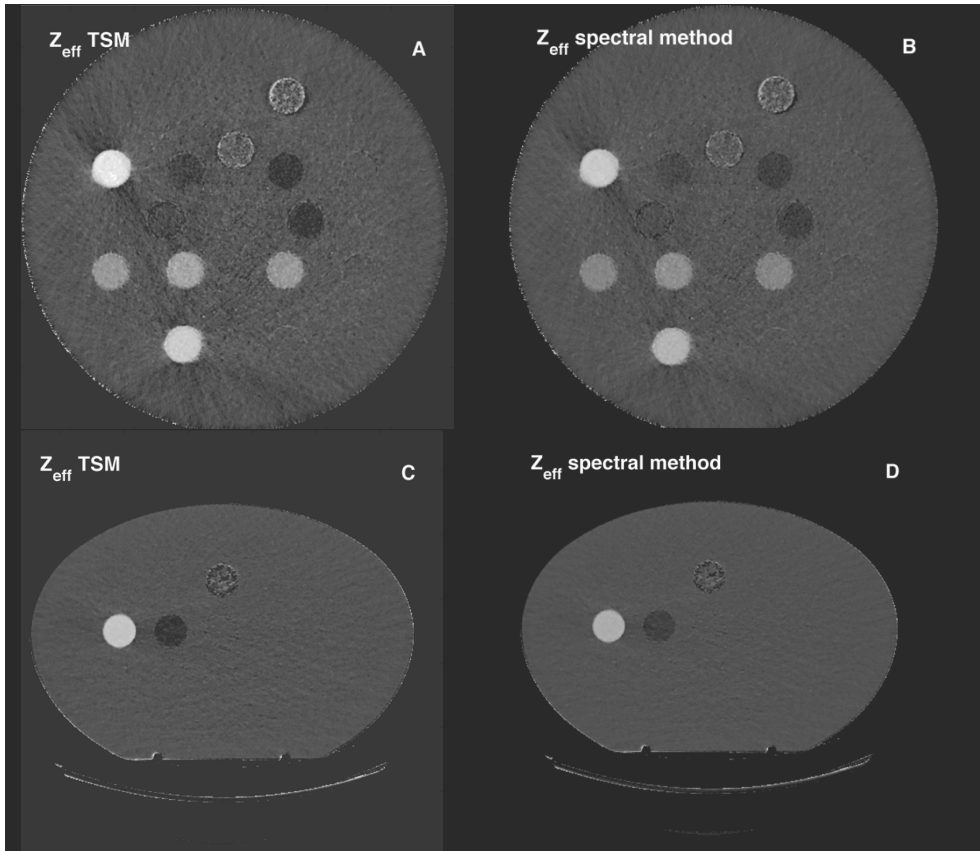 Zeff TSM
A
Zeff spectral method
B
Zeff TSM
C
Zeff spectral method
D